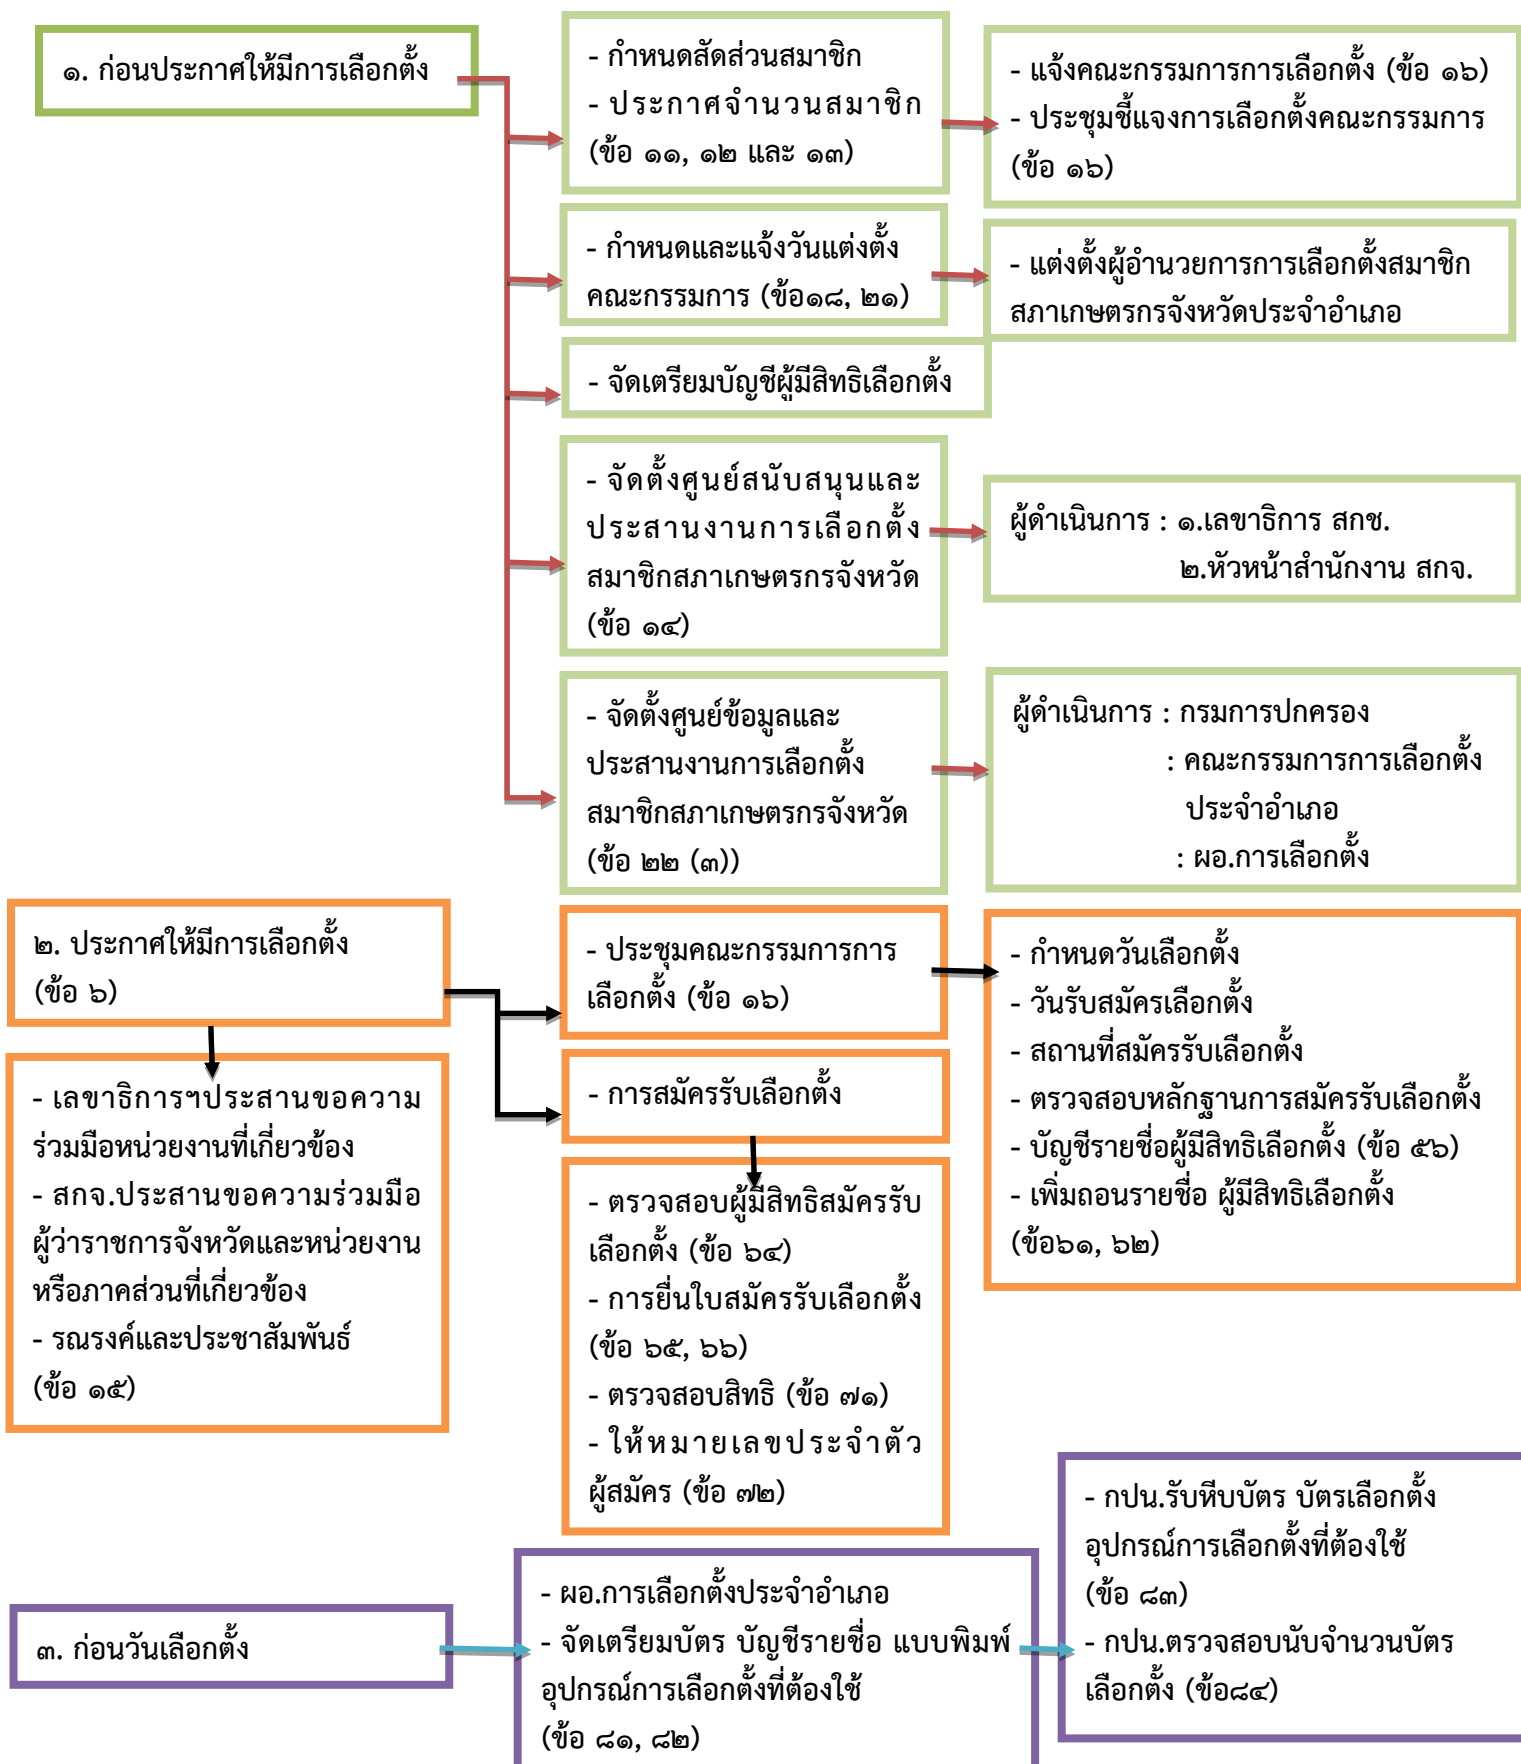 ๑. ก่อนประกาศให้มีการเลือกตั้ง
- กำหนดสัดส่วนสมาชิก
- ประกาศจำนวนสมาชิก
(ข้อ ๑๑, ๑๒ และ ๑๓)
- แจ้งคณะกรรมการการเลือกตั้ง (ข้อ ๑๖)
- ประชุมชี้แจงการเลือกตั้งคณะกรรมการ
(ข้อ ๑๖)
- กำหนดและแจ้งวันแต่งตั้ง
คณะกรรมการ (ข้อ๑๘, ๒๑)
- แต่งตั้งผู้อำนวยการการเลือกตั้งสมาชิก
สภาเกษตรกรจังหวัดประจำอำเภอ
- จัดเตรียมบัญชีผู้มีสิทธิเลือกตั้ง
- จัดตั้งศูนย์สนับสนุนและ
ประสานงานการเลือกตั้ง
สมาชิกสภาเกษตรกรจังหวัด
(ข้อ ๑๔)
ผู้ดำเนินการ : ๑.เลขาธิการ สกช.
๒.หัวหน้าสำนักงาน สกจ.
- จัดตั้งศูนย์ข้อมูลและ
ประสานงานการเลือกตั้ง
สมาชิกสภาเกษตรกรจังหวัด
(ข้อ ๒๒ (๓))
ผู้ดำเนินการ : กรมการปกครอง
: คณะกรรมการการเลือกตั้ง
ประจำอำเภอ
: ผอ.การเลือกตั้ง
๒. ประกาศให้มีการเลือกตั้ง
(ข้อ ๖)
- เลขาธิการฯประสานขอความ
ร่วมมือหน่วยงานที่เกี่ยวข้อง
- สกจ.ประสานขอความร่วมมือ
ผู้ว่าราชการจังหวัดและหน่วยงาน
หรือภาคส่วนที่เกี่ยวข้อง
- รณรงค์และประชาสัมพันธ์
(ข้อ ๑๕)
- ประชุมคณะกรรมการการ
เลือกตั้ง (ข้อ ๑๖)
- กำหนดวันเลือกตั้ง
- วันรับสมัครเลือกตั้ง
- สถานที่สมัครรับเลือกตั้ง
- ตรวจสอบหลักฐานการสมัครรับเลือกตั้ง
- บัญชีรายชื่อผู้มีสิทธิเลือกตั้ง (ข้อ ๕๖)
- เพิ่มถอนรายชื่อ ผู้มีสิทธิเลือกตั้ง
(ข้อ๖๑, ๖๒)
- การสมัครรับเลือกตั้ง
- ตรวจสอบผู้มีสิทธิสมัครรับ
เลือกตั้ง (ข้อ ๖๔)
- การยื่นใบสมัครรับเลือกตั้ง
(ข้อ ๖๕, ๖๖)
- ตรวจสอบสิทธิ (ข้อ ๗๑)
- ให้หมายเลขประจำตัว
ผู้สมัคร (ข้อ ๗๒)
๓. ก่อนวันเลือกตั้ง
- ผอ.การเลือกตั้งประจำอำเภอ
- จัดเตรียมบัตร บัญชีรายชื่อ แบบพิมพ์
อุปกรณ์การเลือกตั้งที่ต้องใช้
(ข้อ ๘๑, ๘๒)
- กปน.รับหีบบัตร บัตรเลือกตั้ง
อุปกรณ์การเลือกตั้งที่ต้องใช้
(ข้อ ๘๓)
- กปน.ตรวจสอบนับจำนวนบัตร
เลือกตั้ง (ข้อ๘๔)